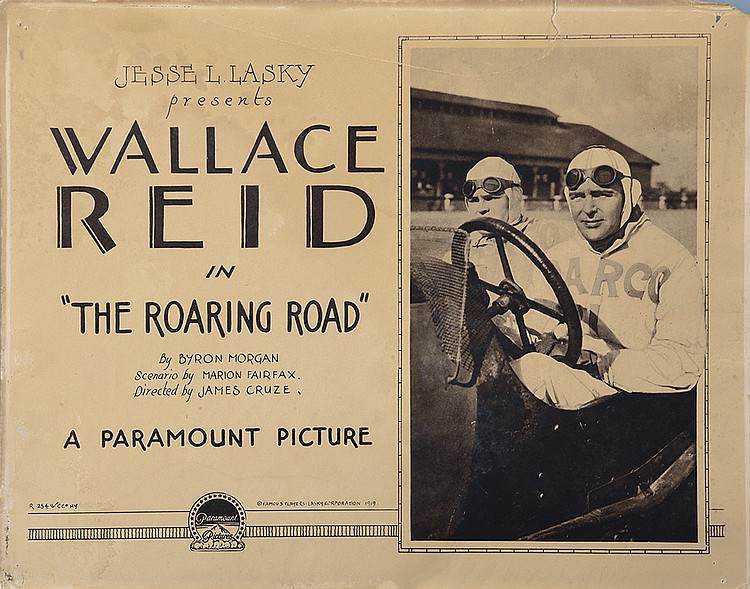 JESSE L. LASKY
presents
WALLACE
REID
IN
"THE ROARING ROAD"
By BYRON MORGAN
Scenario by MARION FAIRFAX.
Directed by JAMES CRUZE.
A PARAMOUNT PICTURE
©FAMOUS PLAYERS-LASKY CORPORATION 1919.
Paramount
Pictures
ARCO